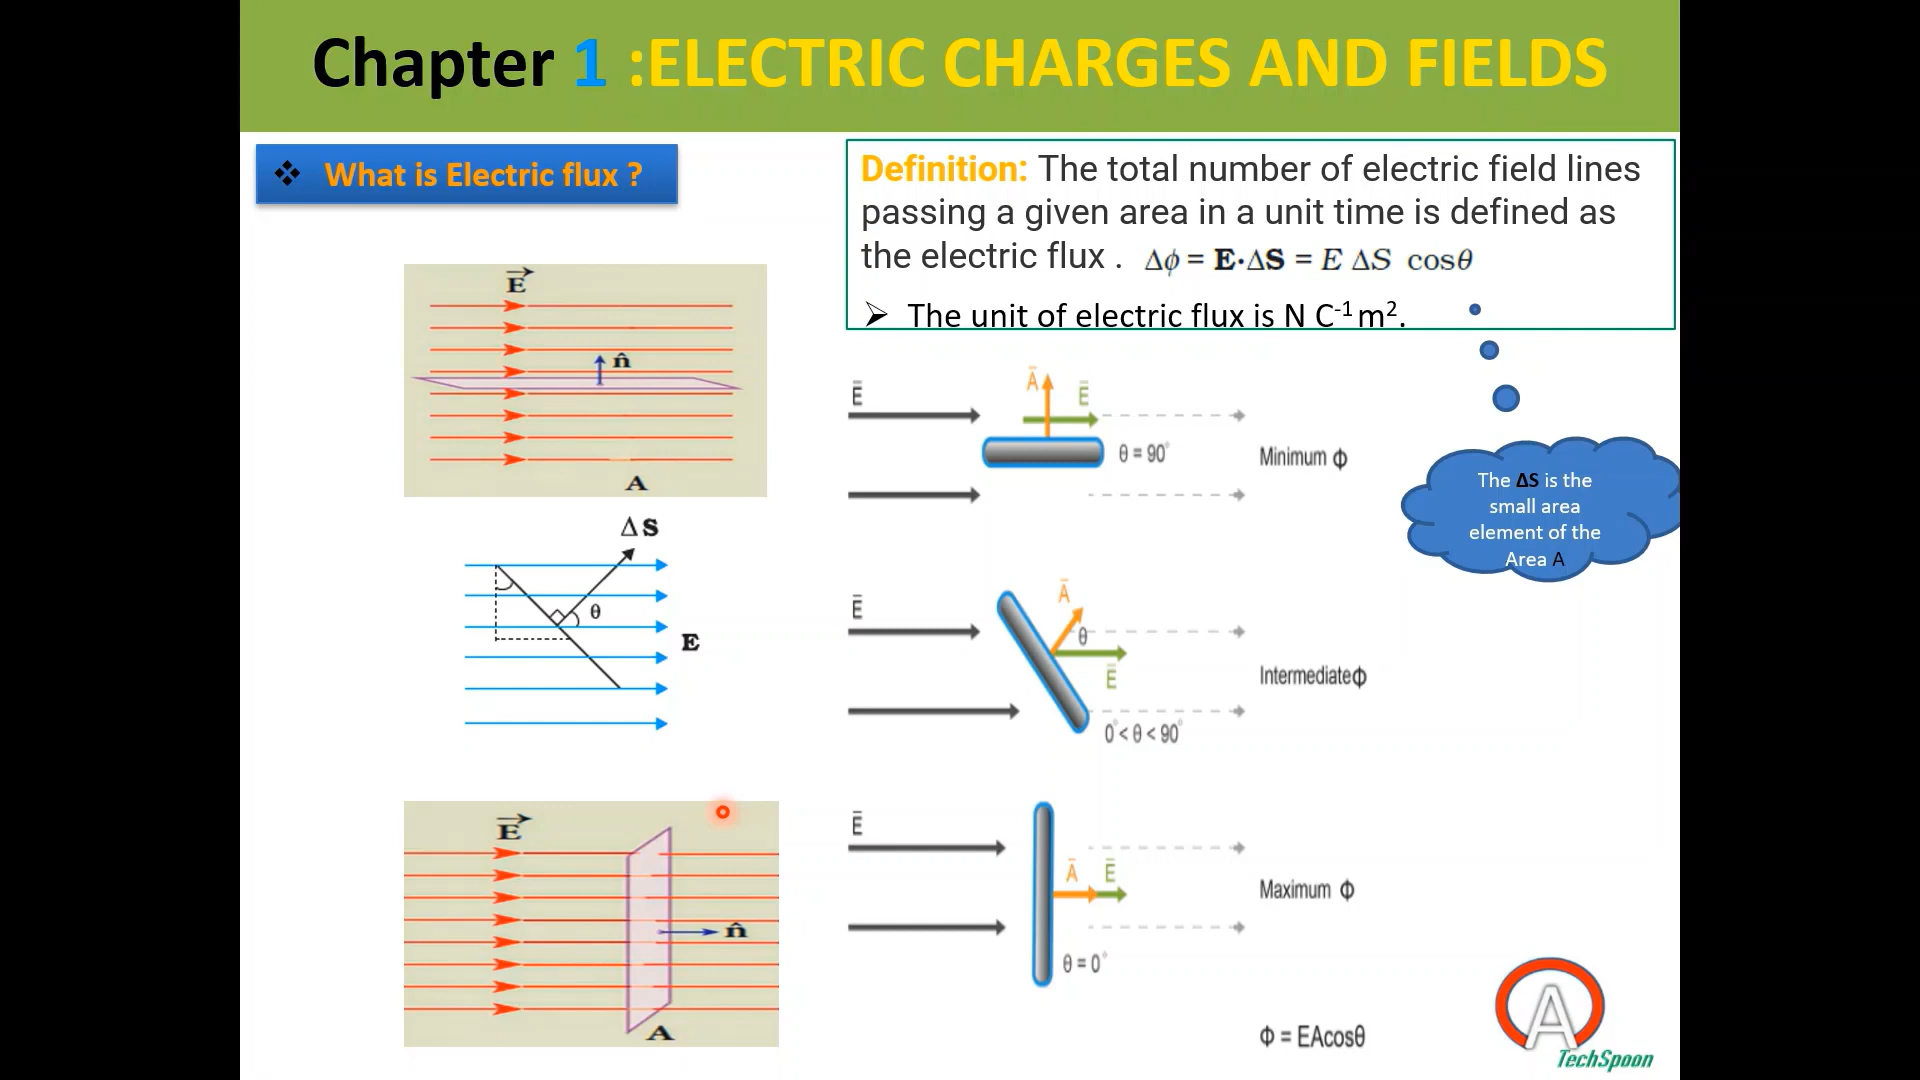 Chapter 1 :ELECTRIC CHARGES AND FIELDS
❖ What is Electric flux ?
Definition: The total number of electric field lines
passing a given area in a unit time is defined as
the electric flux . Δϕ = E·ΔS = E ΔS cosθ
➢ The unit of electric flux is N C⁻¹ m².
E⃗
n̂
A
ΔS
θ
E
E⃗
n̂
A
Ē
Ā
Ē
θ = 90°
Minimum ϕ
The ΔS is the
small area
element of the
Area A
Ē
Ā
θ
Ē
0° < θ < 90°
Intermediateϕ
Ē
Ā Ē
θ = 0°
Maximum ϕ
Φ = EAcosθ
A
TechSpoon